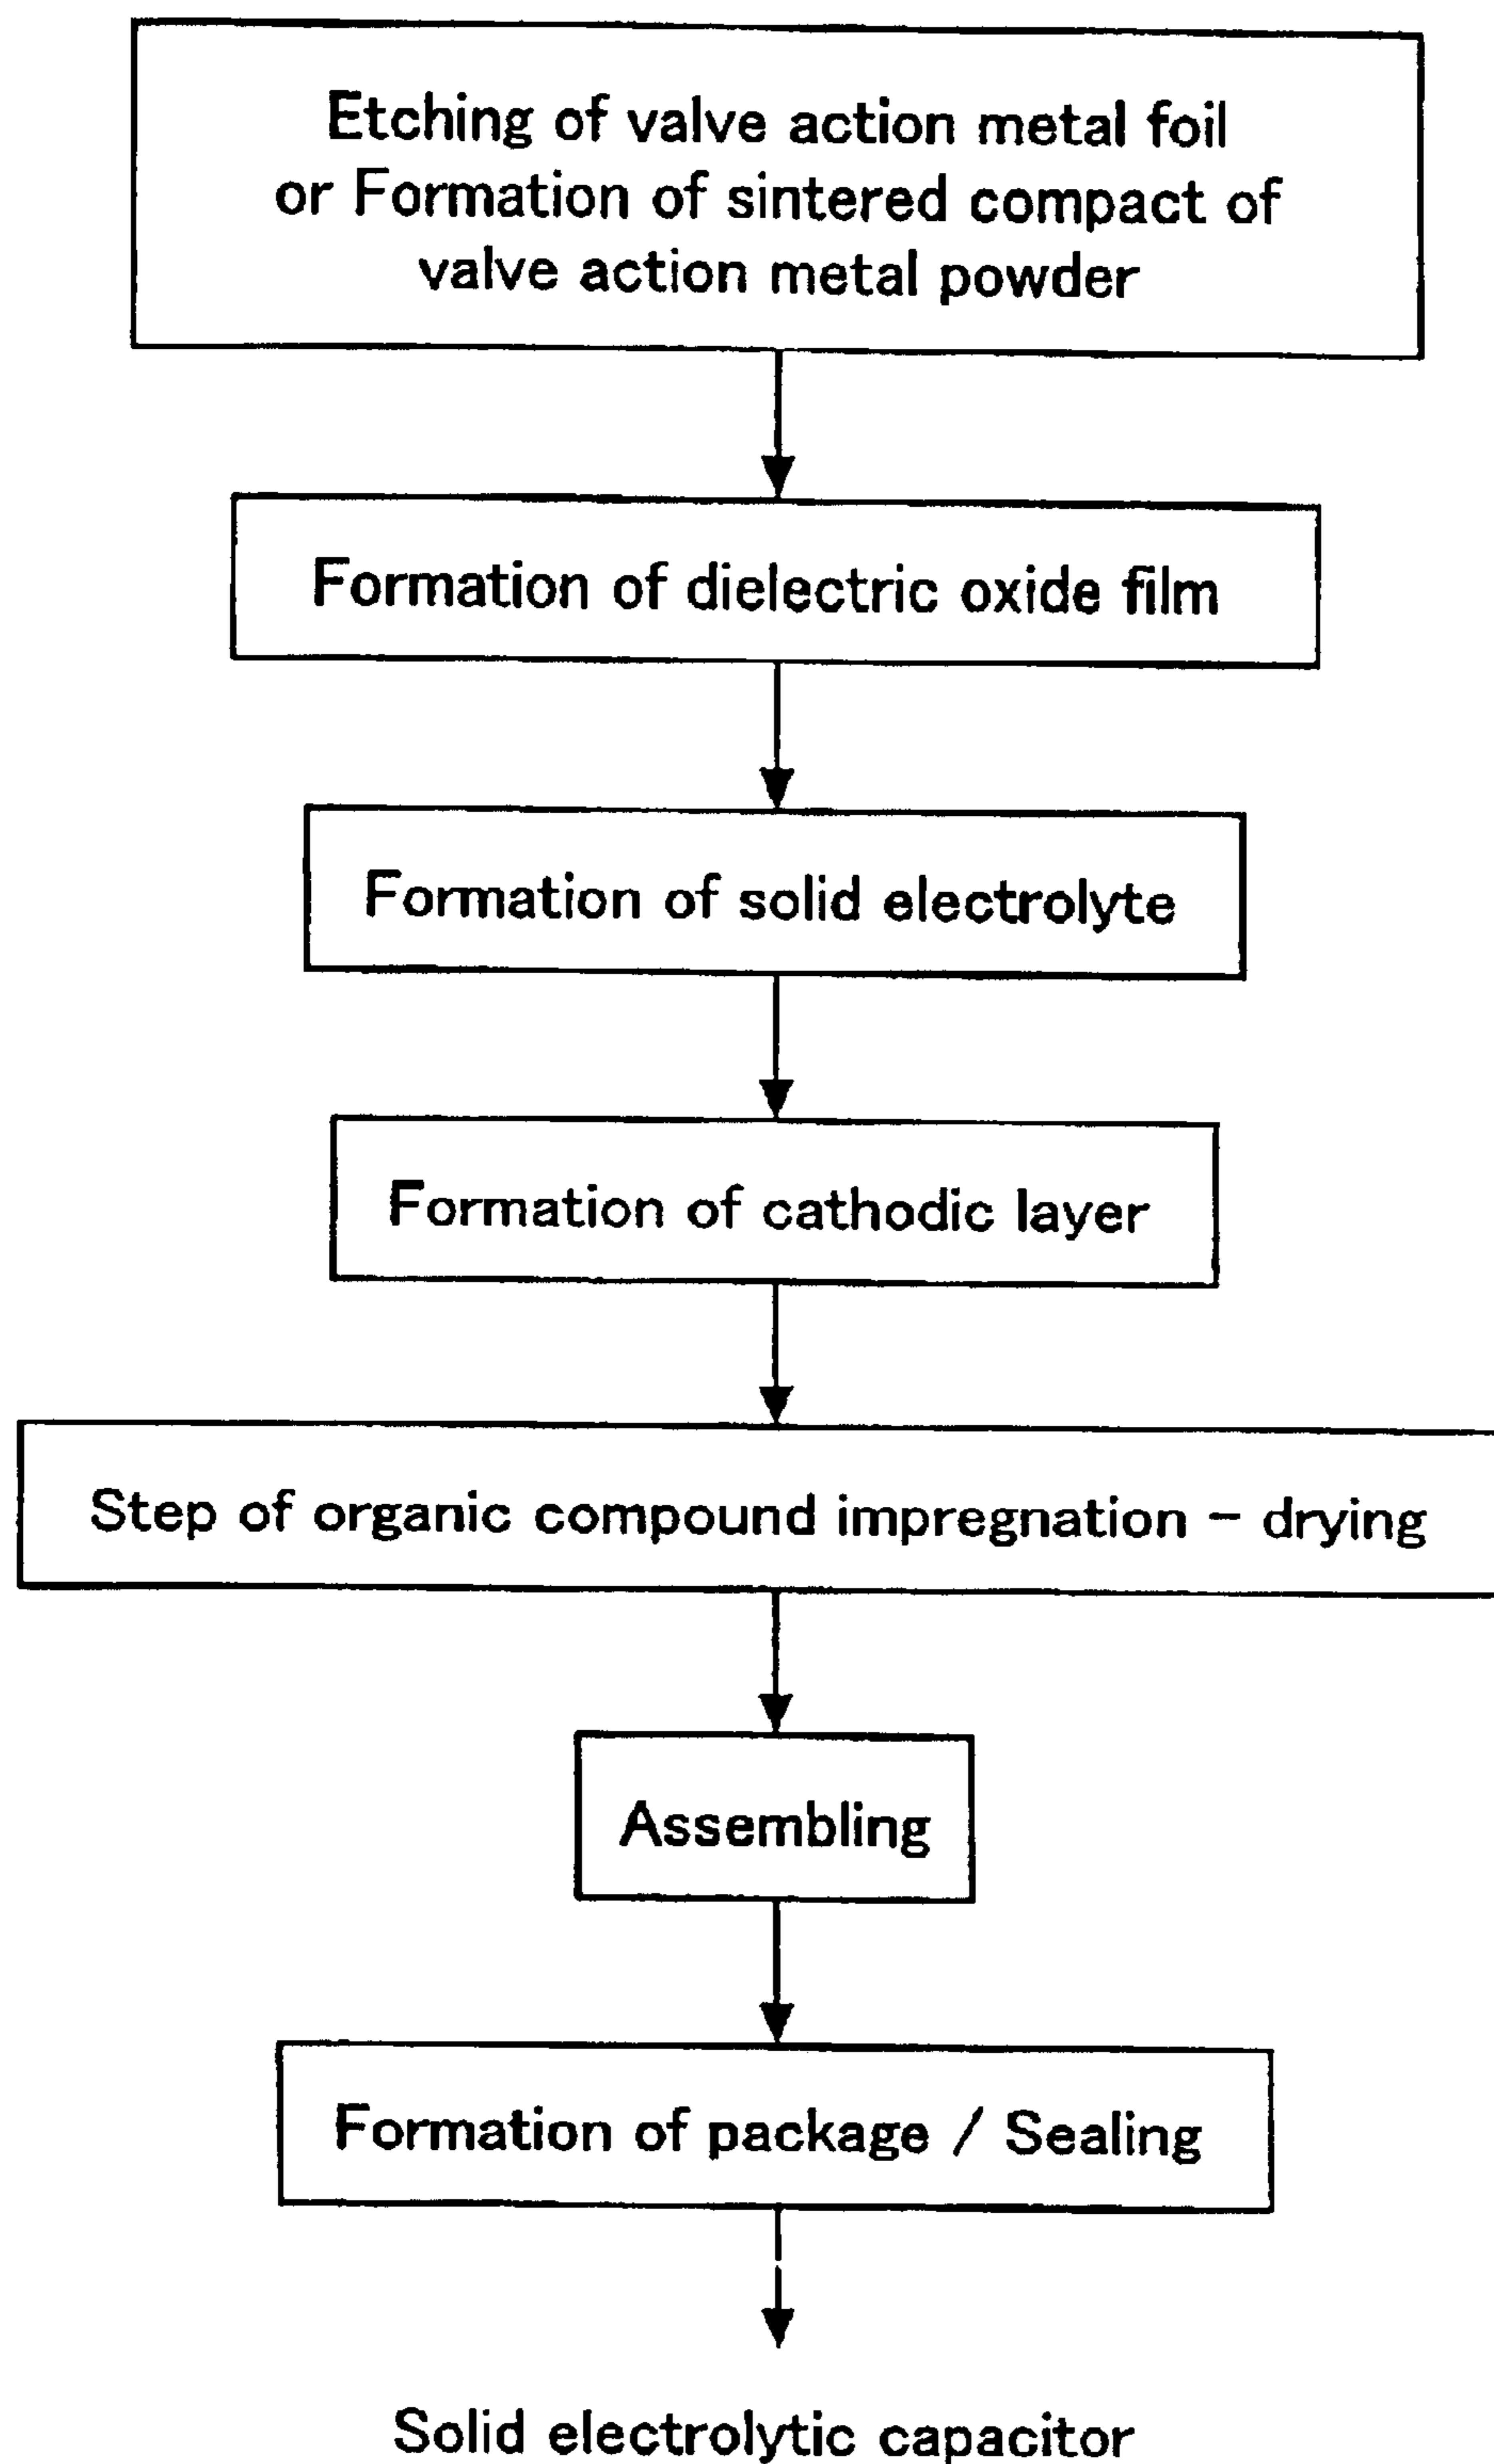 Etching of valve action metal foil
or Formation of sintered compact of
valve action metal powder
Formation of dielectric oxide film
Formation of solid electrolyte
Formation of cathodic layer
Step of organic compound impregnation – drying
Assembling
Formation of package / Sealing
Solid electrolytic capacitor